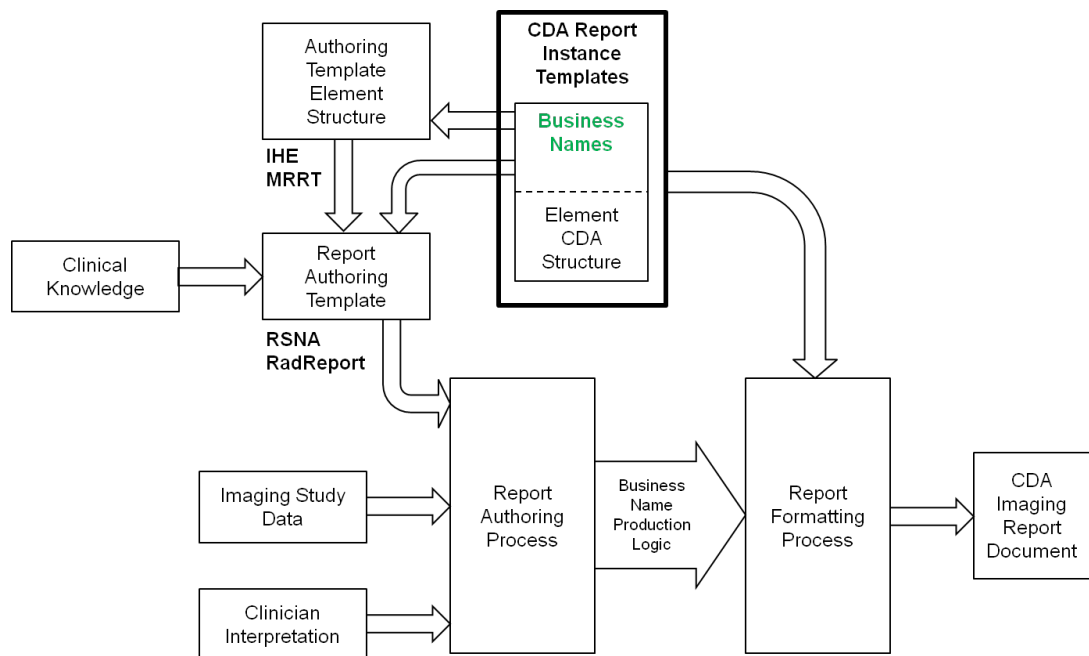 Authoring
Template
Element
Structure
CDA Report
Instance
Templates
Business
Names
Element
CDA
Structure
IHE
MRRT
Clinical
Knowledge
Report
Authoring
Template
RSNA
RadReport
Imaging Study
Data
Clinician
Interpretation
Report
Authoring
Process
Business
Name
Production
Logic
Report
Formatting
Process
CDA
Imaging
Report
Document